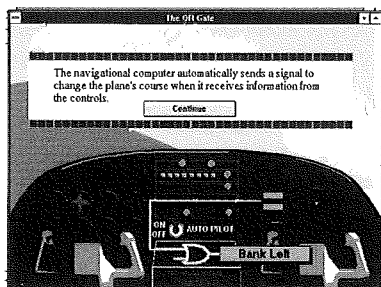 The OR Gate
The navigational computer automatically sends a signal to
change the plane's course when it receives information from
the controls.
Continue
ON
OFF
AUTO PILOT
Bank Left